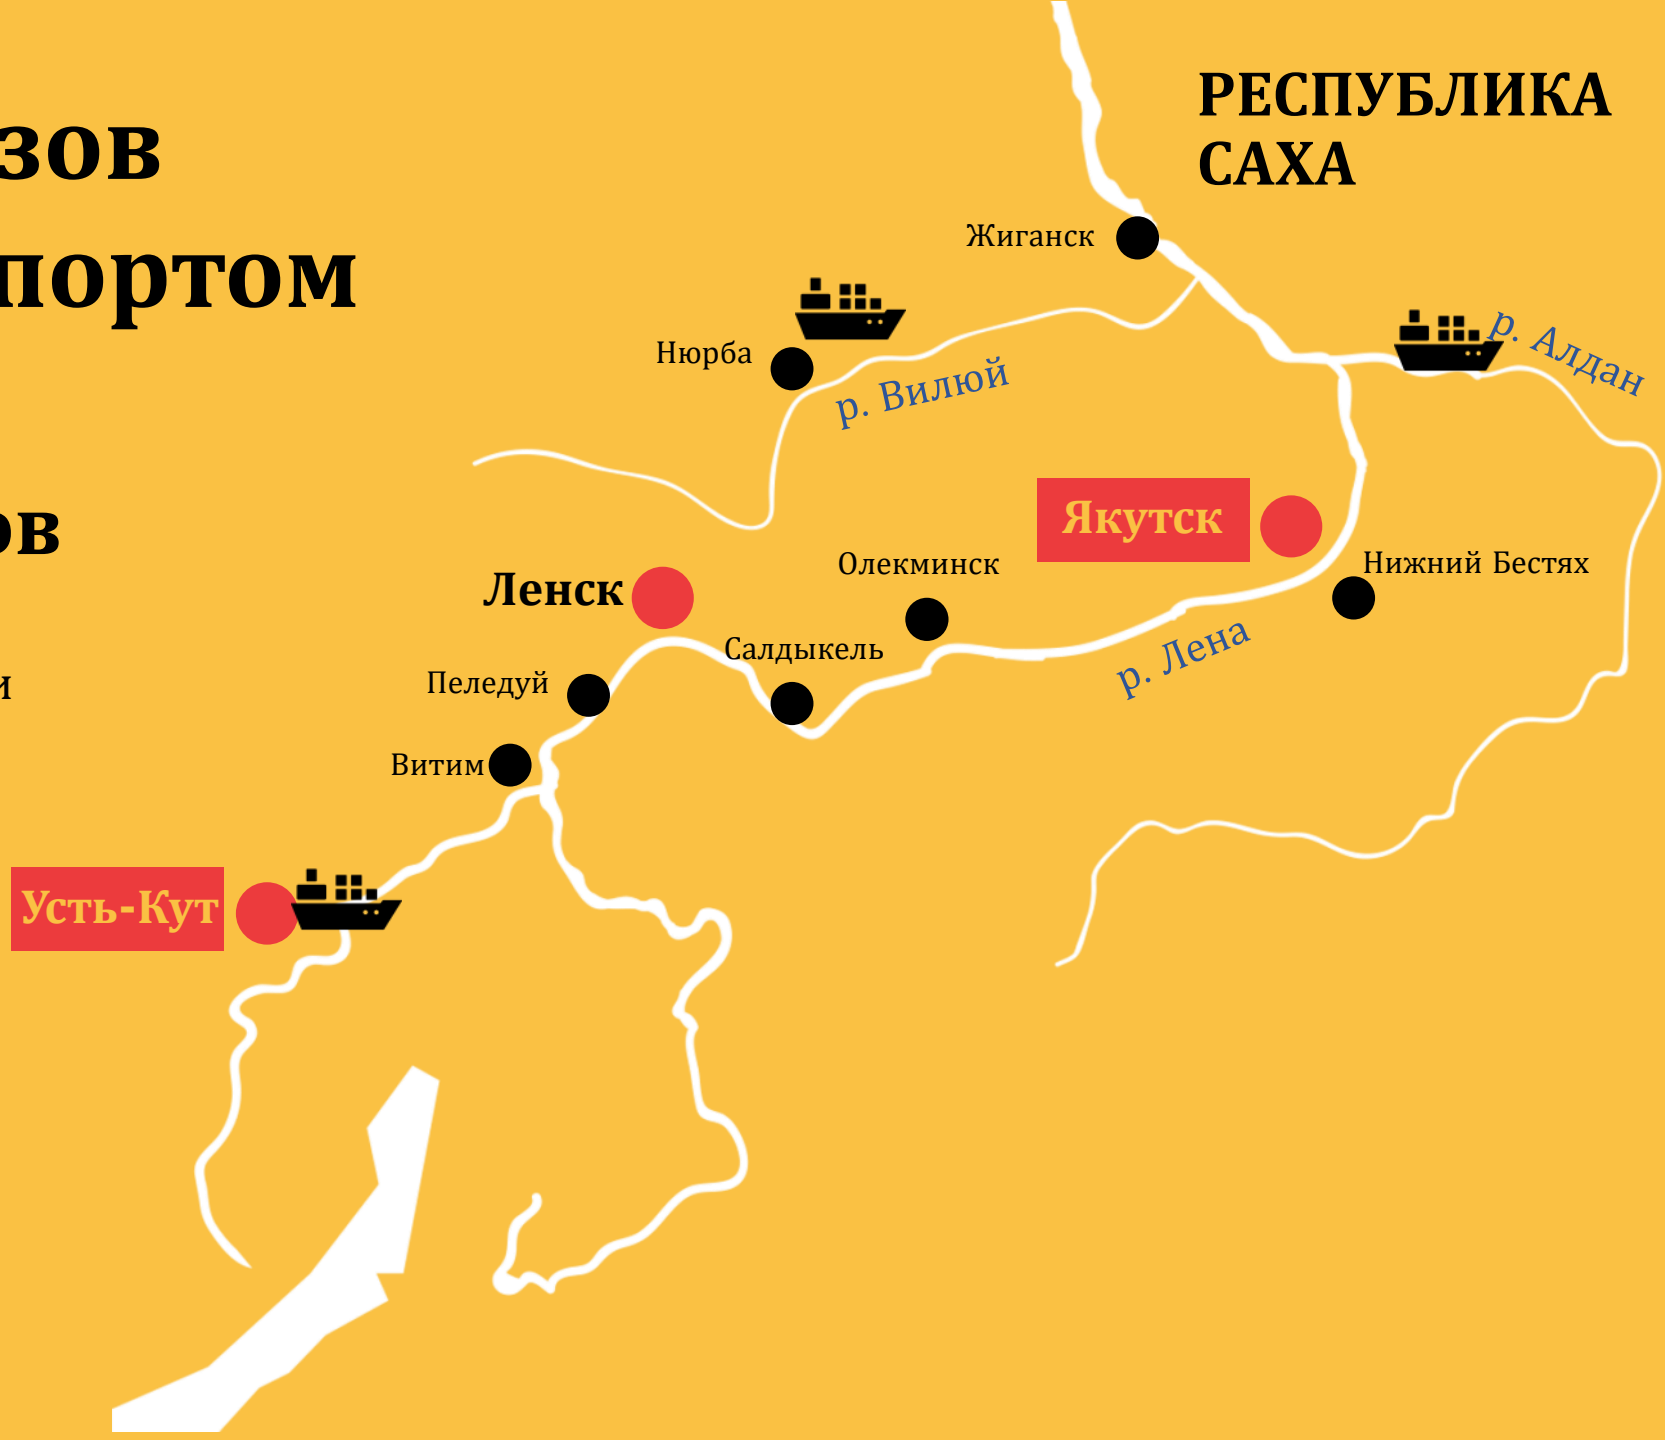 РЕСПУБЛИКА
САХА
зов
портом
ов
и
Жиганск
Нюрба
р. Вилюй
р. Алдан
Якутск
Олекминск
Нижний Бестях
Ленск
Салдыкель
р. Лена
Пеледуй
Витим
Усть-Кут